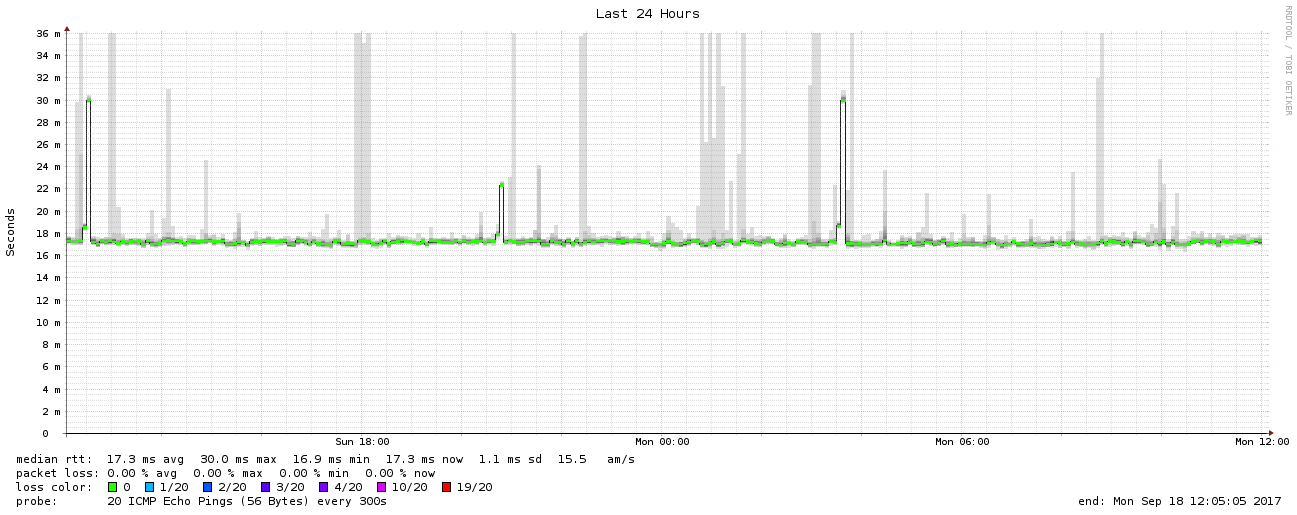 Last 24 Hours
RRDTOOL / TOBI OETIKER
Seconds
36 m
34 m
32 m
30 m
28 m
26 m
24 m
22 m
20 m
18 m
16 m
14 m
12 m
10 m
8 m
6 m
4 m
2 m
0
Sun 18:00 Mon 00:00 Mon 06:00 Mon 12:00
median rtt: 17.3 ms avg 30.0 ms max 16.9 ms min 17.3 ms now 1.1 ms sd 15.5 am/s
packet loss: 0.00 % avg 0.00 % max 0.00 % min 0.00 % now
loss color: 0 1/20 2/20 3/20 4/20 10/20 19/20
probe: 20 ICMP Echo Pings (56 Bytes) every 300s end: Mon Sep 18 12:05:05 2017